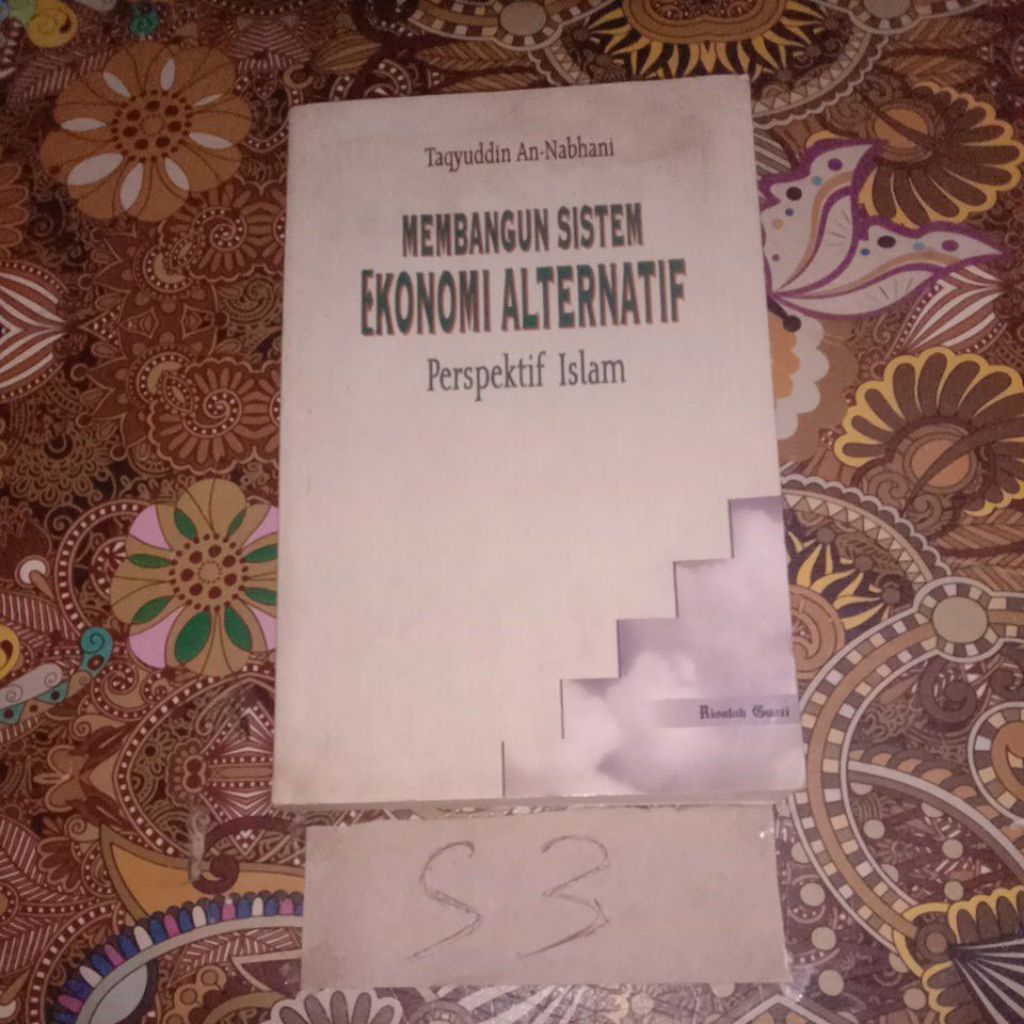 Taqyuddin An-Nabhani
MEMBANGUN SISTEM
EKONOMI ALTERNATIF
Perspektif Islam
Risalah Gusti
S3